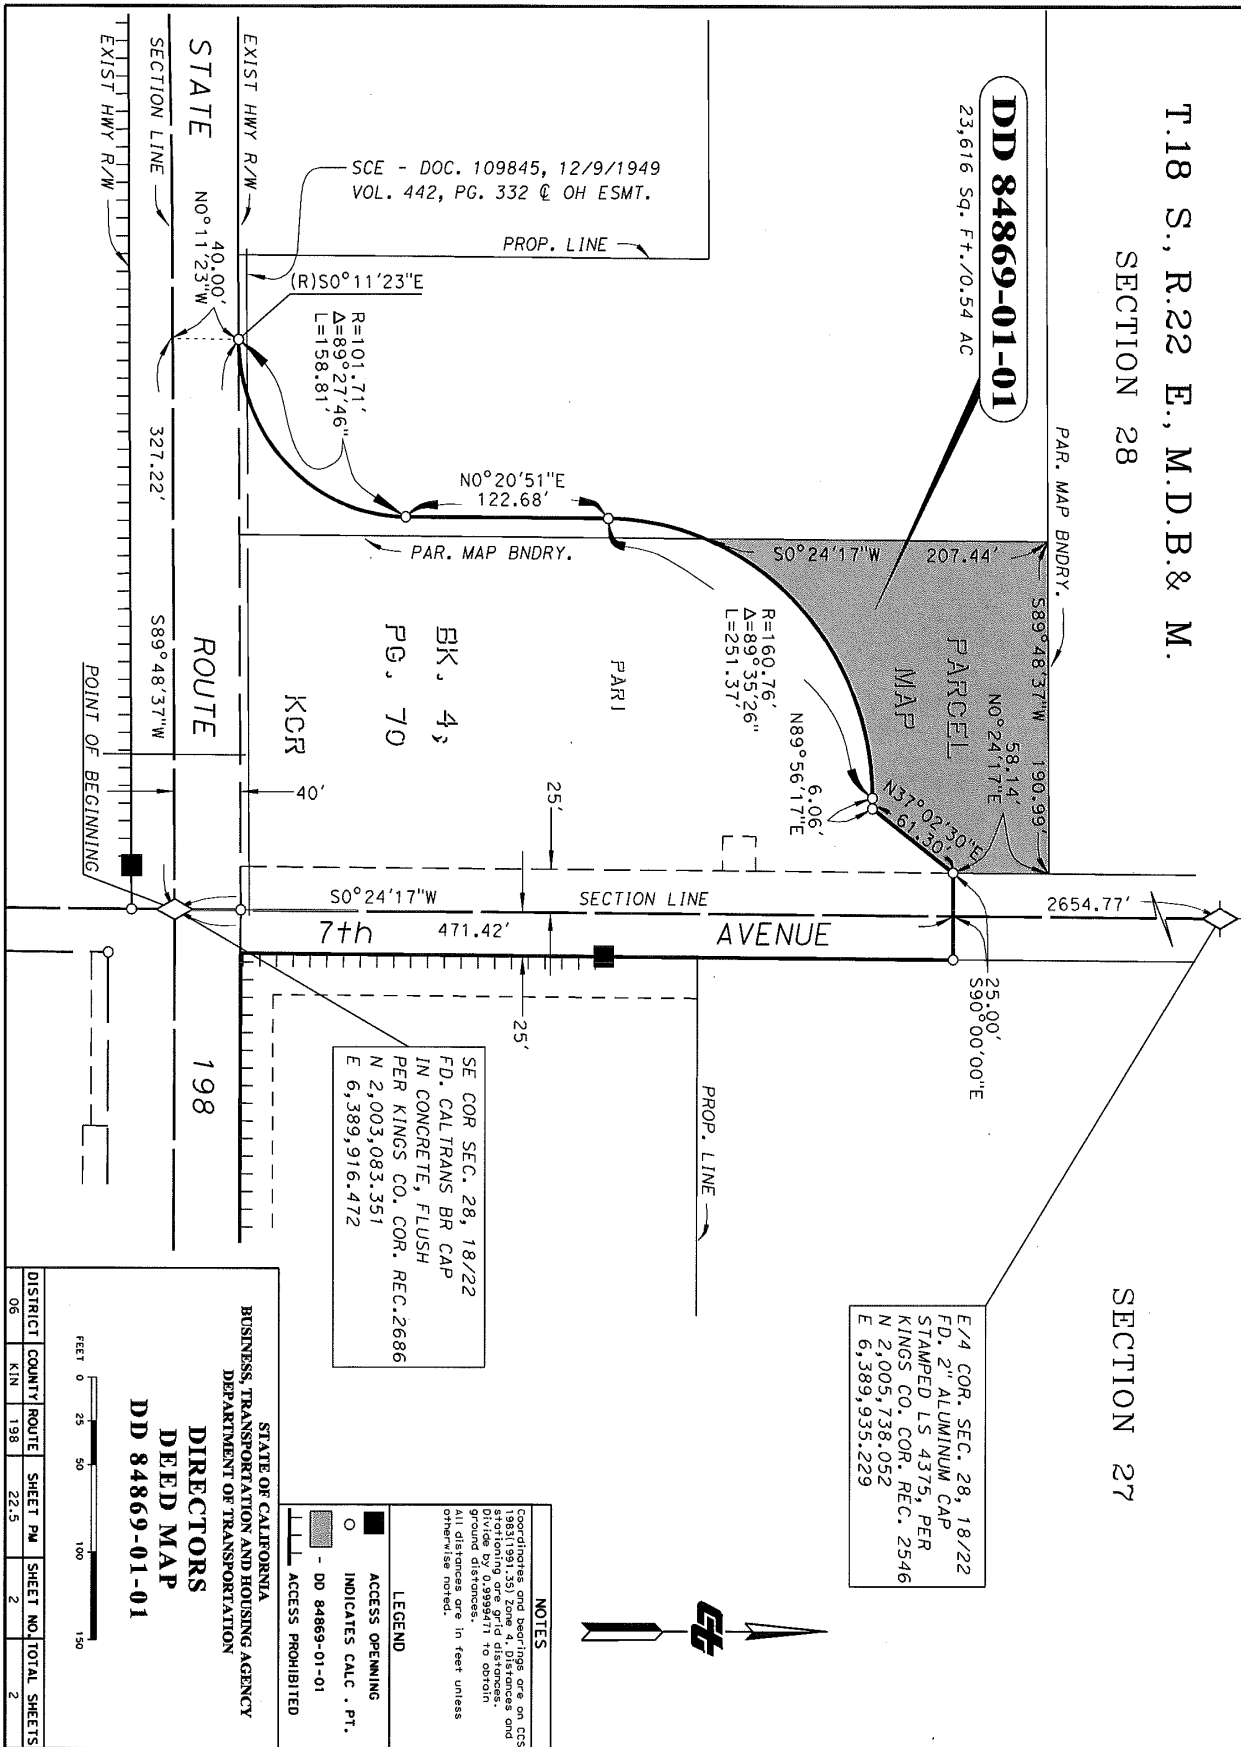 T.18 S., R.22 E., M.D.B.& M.
SECTION 28
SECTION 27
DD 84869-01-01
23,616 Sq. Ft./0.54 AC
PAR. MAP BNDRY.
PAR. MAP BNDRY.
S89°48'37"W 190.99'
S0°24'17"W 207.44'
58.14'
N0°24'17"E
PARCEL
MAP
N37°02'30"E
61.30'
6.06'
N89°56'17"E
R=160.76'
Δ=89°35'26"
L=251.37'
N0°20'51"E
122.68'
R=101.71'
Δ=89°27'46"
L=158.81'
(R)S0°11'23"E
PROP. LINE
SCE - DOC. 109845, 12/9/1949
VOL. 442, PG. 332 ℄ OH ESMT.
EXIST HWY R/W
STATE
SECTION LINE
EXIST HWY R/W
40.00'
N0°11'23"W
327.22'
S89°48'37"W
ROUTE
198
POINT OF BEGINNING
BK. 4,
PG. 70
KCR
PAR1
40'
25'
25'
S0°24'17"W
471.42'
SECTION LINE
7th
AVENUE
2654.77'
25.00'
S90°00'00"E
PROP. LINE
SE COR SEC. 28, 18/22
FD. CALTRANS BR CAP
IN CONCRETE, FLUSH
PER KINGS CO. COR. REC.2686
N 2,003,083.351
E 6,389,916.472
E/4 COR. SEC. 28, 18/22
FD. 2" ALUMINUM CAP
STAMPED LS 4375, PER
KINGS CO. COR. REC. 2546
N 2,005,738.052
E 6,389,935.229
NOTES
Coordinates and bearings are on CCS
1983(1991.35) Zone 4. Distances and
stationing are grid distances.
Divide by 0.9999471 to obtain
ground distances.
All distances are in feet unless
otherwise noted.
LEGEND
ACCESS OPENNING
INDICATES CALC . PT.
- DD 84869-01-01
ACCESS PROHIBITED
STATE OF CALIFORNIA
BUSINESS, TRANSPORTATION AND HOUSING AGENCY
DEPARTMENT OF TRANSPORTATION
DIRECTORS
DEED MAP
DD 84869-01-01
FEET 0 25 50 100 150
DISTRICT COUNTY ROUTE SHEET PM SHEET NO. TOTAL SHEETS
06 KIN 198 22.5 2 2